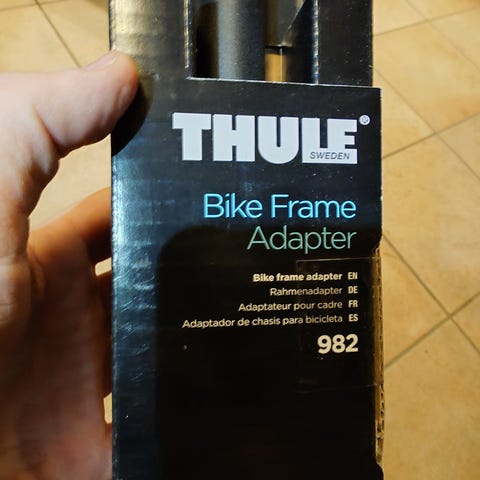 THULE®
SWEDEN
Bike Frame
Adapter
Bike frame adapter EN
Rahmenadapter DE
Adaptateur pour cadre FR
Adaptador de chasis para bicicleta ES
982